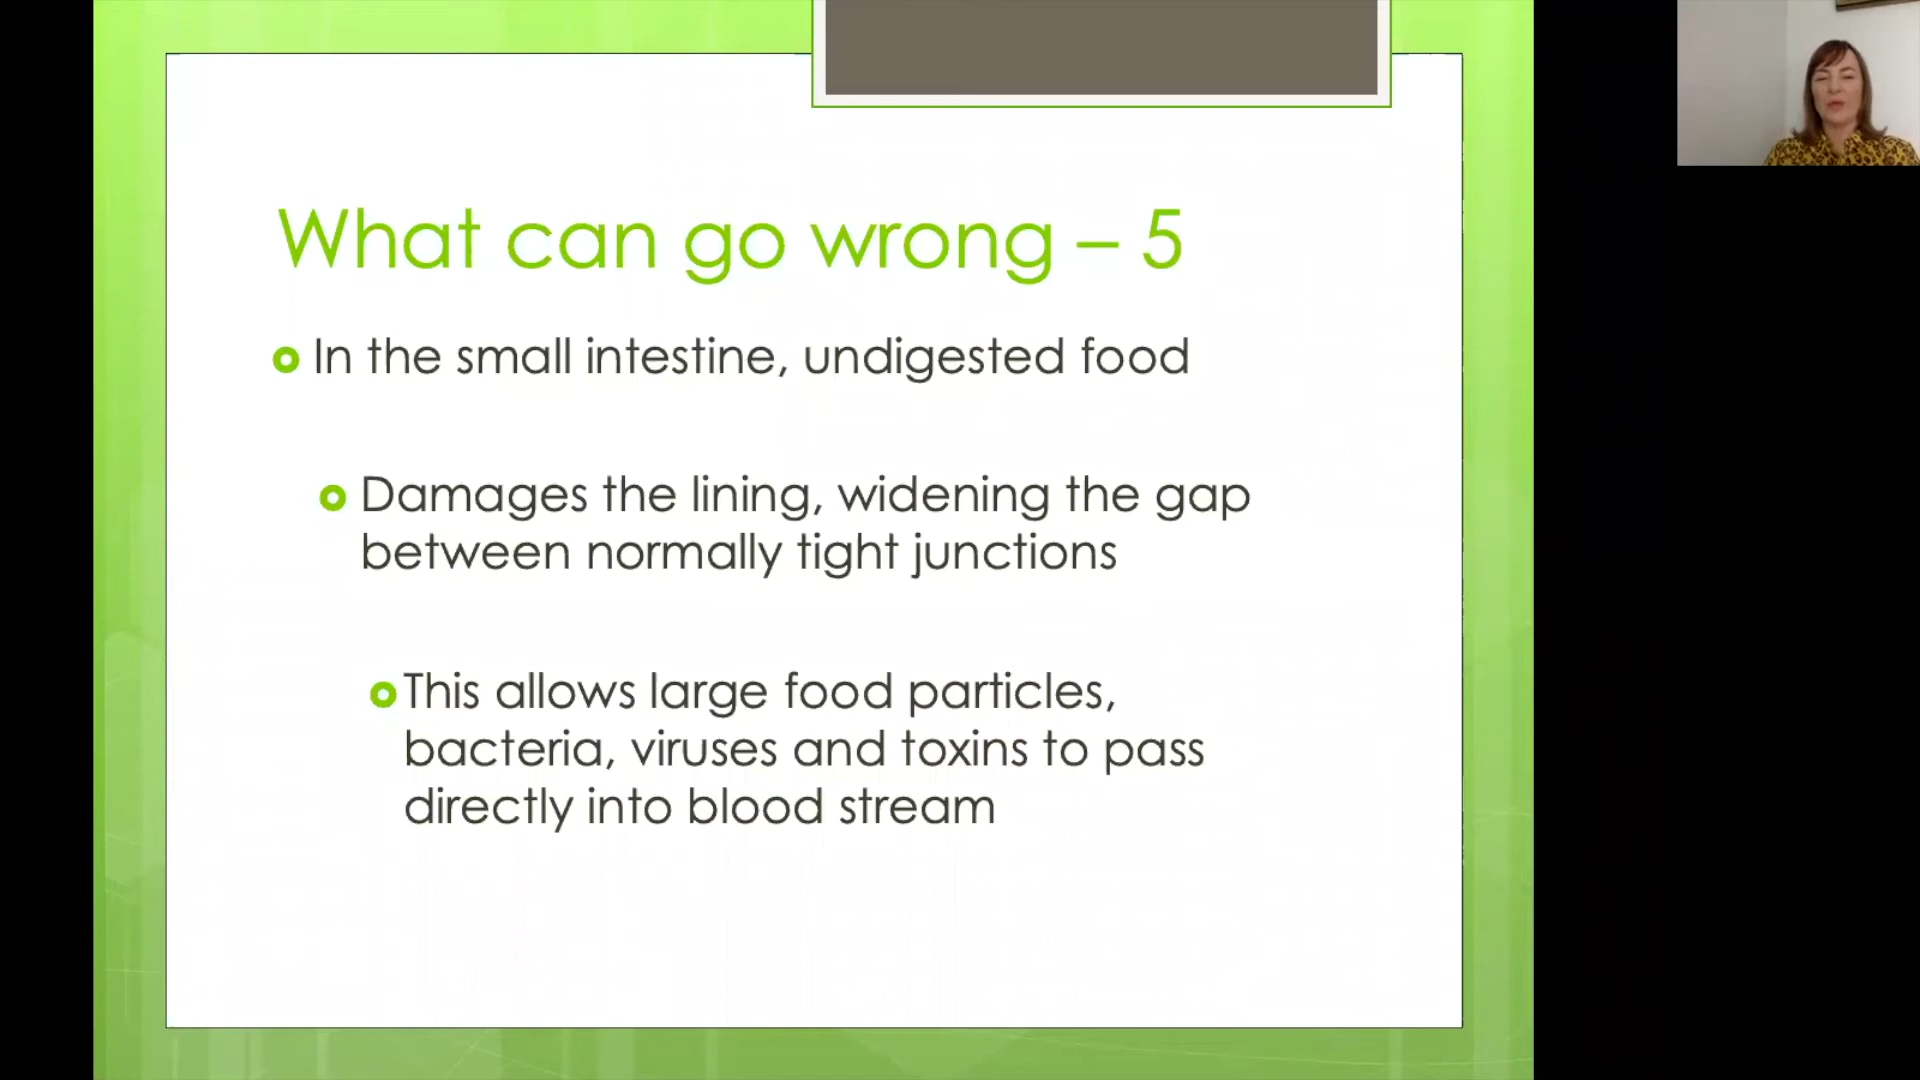 What can go wrong – 5
In the small intestine, undigested food
Damages the lining, widening the gap
between normally tight junctions
This allows large food particles,
bacteria, viruses and toxins to pass
directly into blood stream